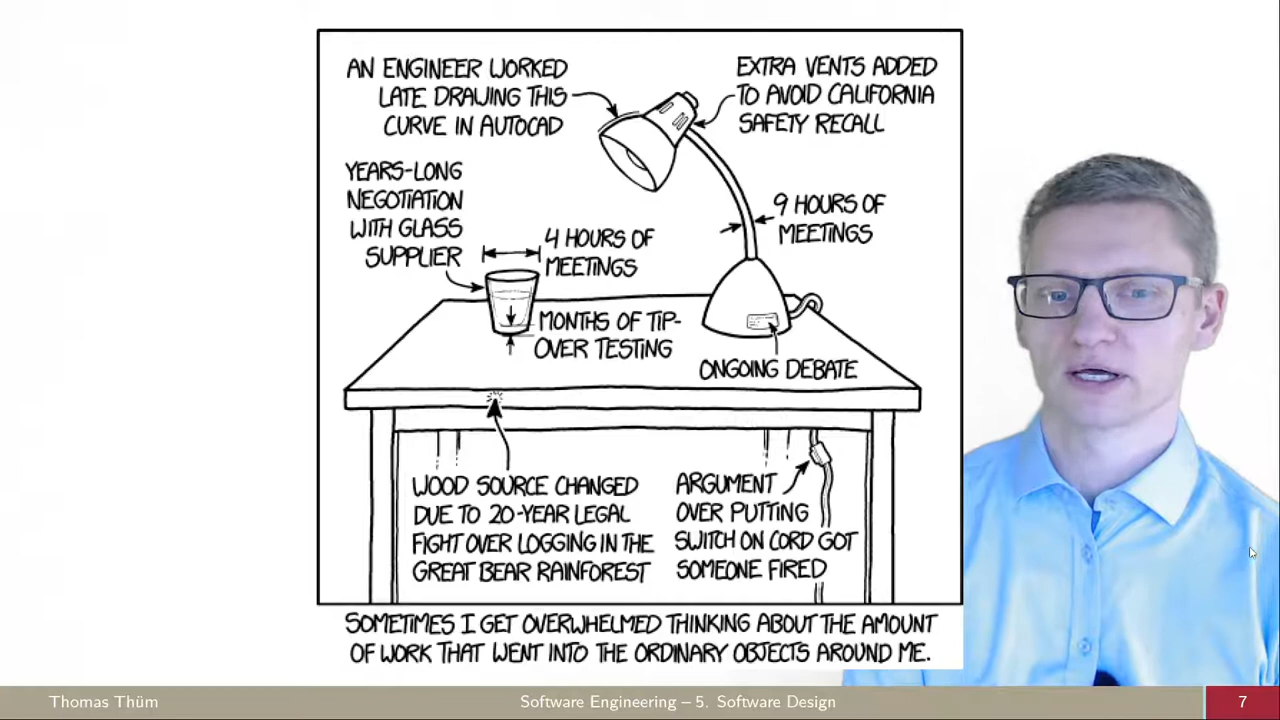 AN ENGINEER WORKED
LATE DRAWING THIS
CURVE IN AUTOCAD
EXTRA VENTS ADDED
TO AVOID CALIFORNIA
SAFETY RECALL
YEARS-LONG
NEGOTIATION
WITH GLASS
SUPPLIER
4 HOURS OF
MEETINGS
9 HOURS OF
MEETINGS
MONTHS OF TIP-
OVER TESTING
ONGOING DEBATE
WOOD SOURCE CHANGED
DUE TO 20-YEAR LEGAL
FIGHT OVER LOGGING IN THE
GREAT BEAR RAINFOREST
ARGUMENT
OVER PUTTING
SWITCH ON CORD GOT
SOMEONE FIRED
SOMETIMES I GET OVERWHELMED THINKING ABOUT THE AMOUNT
OF WORK THAT WENT INTO THE ORDINARY OBJECTS AROUND ME.
Thomas Thüm
Software Engineering – 5. Software Design
7